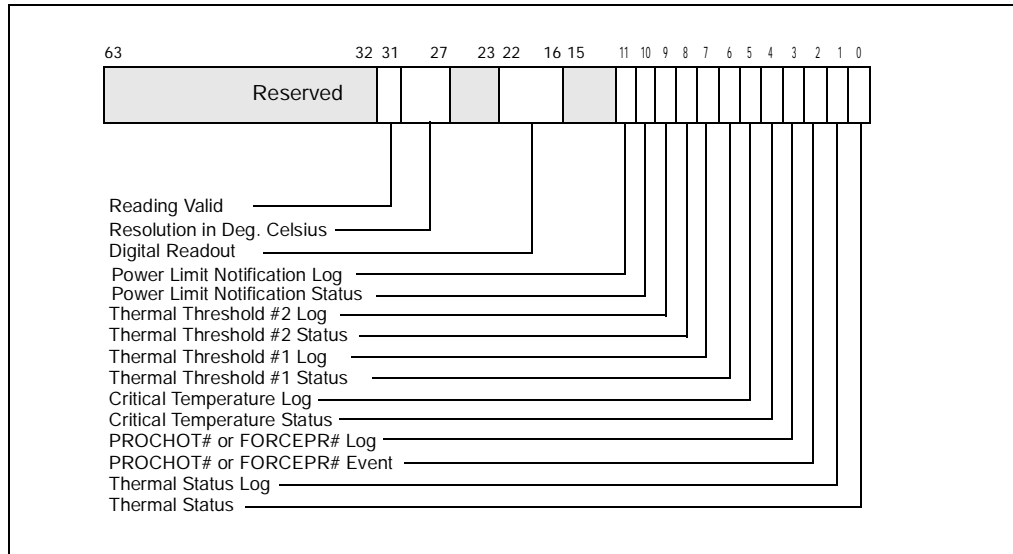 63 32 31 27 23 22 16 15 11 10 9 8 7 6 5 4 3 2 1 0
Reserved
Reading Valid
Resolution in Deg. Celsius
Digital Readout
Power Limit Notification Log
Power Limit Notification Status
Thermal Threshold #2 Log
Thermal Threshold #2 Status
Thermal Threshold #1 Log
Thermal Threshold #1 Status
Critical Temperature Log
Critical Temperature Status
PROCHOT# or FORCEPR# Log
PROCHOT# or FORCEPR# Event
Thermal Status Log
Thermal Status